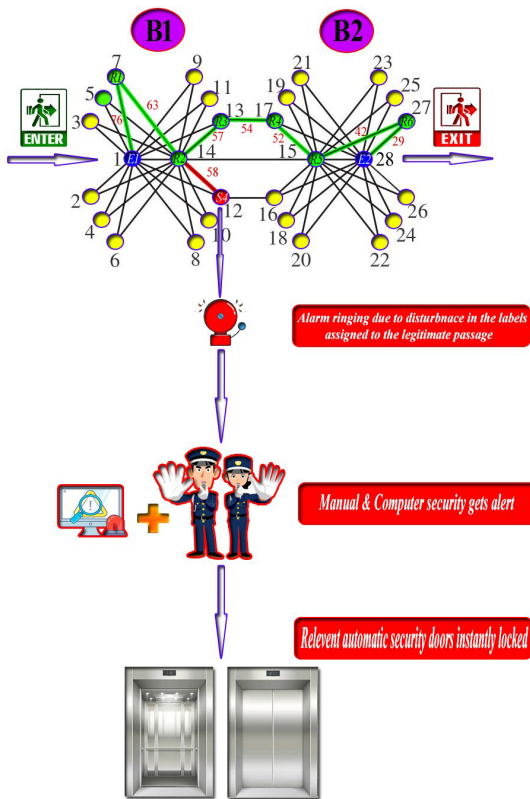 B1 B2
7 9 21 23
5 R1 11 19 25
3 76 63 13 17 27
R3 R4 R6
57 54 52 42 29
ENTER EXIT
1 E1 R2 14 15 R5 E2 28
58
S4
2 12 16 26
4 10 18 24
6 8 20 22
Alarm ringing due to disturbnace in the labels
assigned to the legitimate passage
Manual & Computer security gets alert
Relevent automatic security doors instantly locked